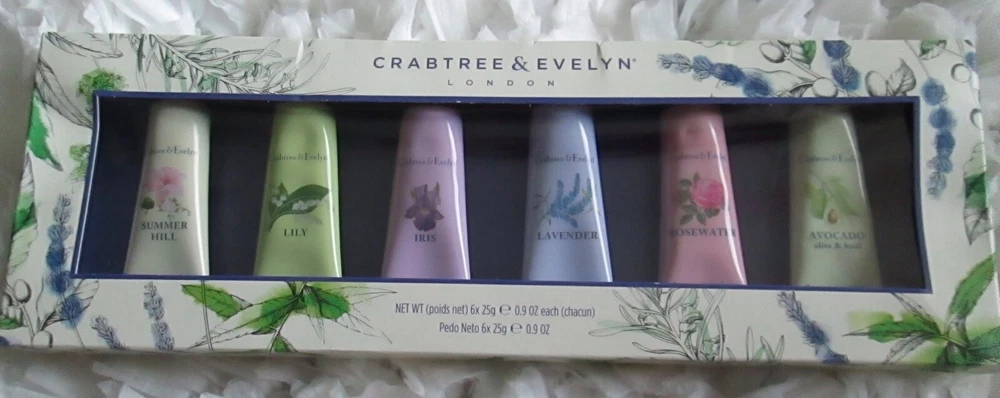 CRABTREE & EVELYN®
LONDON
Crabtree & Evelyn
SUMMER
HILL
Crabtree & Evelyn
LILY
Crabtree & Evelyn
IRIS
Crabtree & Evelyn
LAVENDER
Crabtree & Evelyn
ROSEWATER
Crabtree & Evelyn
AVOCADO
olive & basil
NET WT (poids net) 6x 25g ℮ 0.9 OZ each (chacun)
Pedo Neto 6x 25g ℮ 0.9 OZ